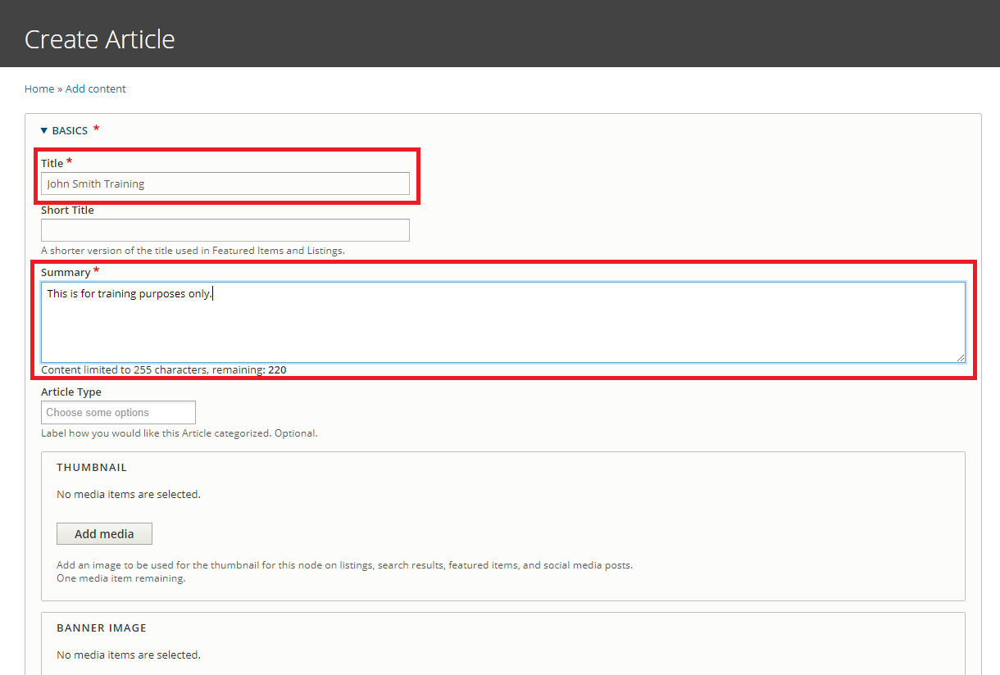 Create Article
Home » Add content
▼ BASICS *
Title *
John Smith Training
Short Title
A shorter version of the title used in Featured Items and Listings.
Summary *
This is for training purposes only.
Content limited to 255 characters, remaining: 220
Article Type
Choose some options
Label how you would like this Article categorized. Optional.
THUMBNAIL
No media items are selected.
Add media
Add an image to be used for the thumbnail for this node on listings, search results, featured items, and social media posts.
One media item remaining.
BANNER IMAGE
No media items are selected.